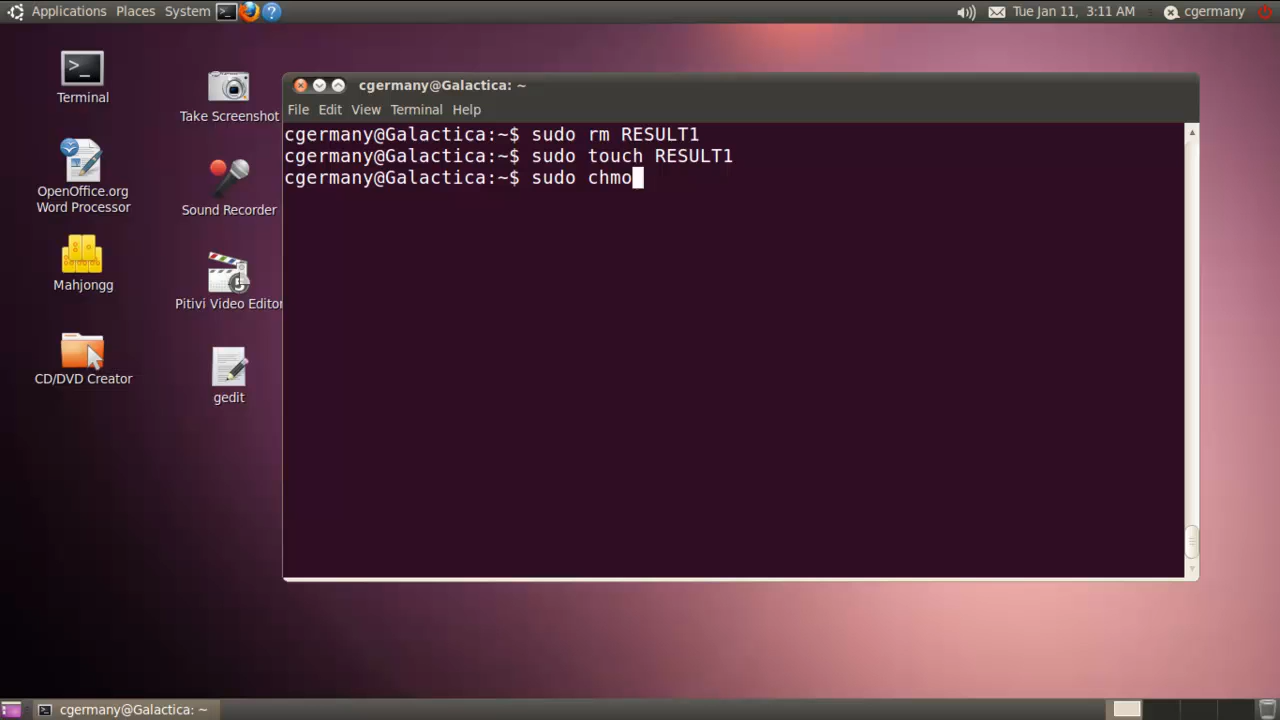 Applications Places System Tue Jan 11, 3:11 AM cgermany
Terminal
Take Screenshot
OpenOffice.org
Word Processor
Sound Recorder
Mahjongg
Pitivi Video Editor
CD/DVD Creator
gedit
cgermany@Galactica: ~
File Edit View Terminal Help
cgermany@Galactica:~$ sudo rm RESULT1
cgermany@Galactica:~$ sudo touch RESULT1
cgermany@Galactica:~$ sudo chmo
cgermany@Galactica: ~